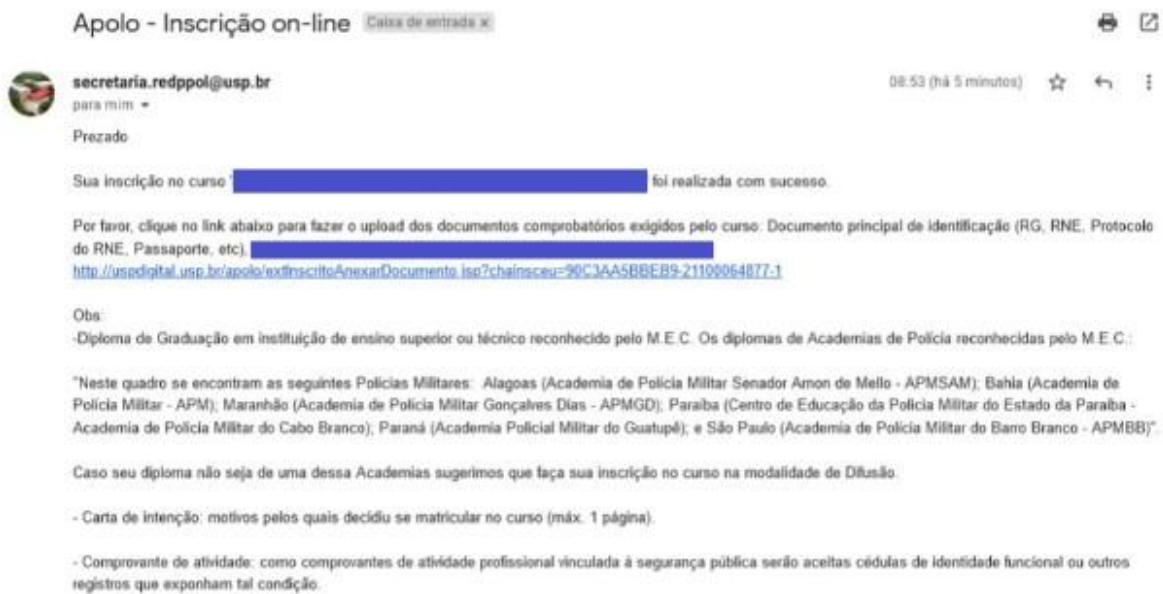 Apolo - Inscrição on-line Caixa de entrada x
secretaria.redppol@usp.br
08:53 (há 5 minutos)
para mim
Prezado
Sua inscrição no curso " foi realizada com sucesso.
Por favor, clique no link abaixo para fazer o upload dos documentos comprobatórios exigidos pelo curso: Documento principal de identificação (RG, RNE, Protocolo
do RNE, Passaporte, etc),
http://uspdigital.usp.br/apolo/extInscritoAnexarDocumento.jsp?chainsceu=90C3AA5BBEB9-21100064877-1
Obs:
-Diploma de Graduação em instituição de ensino superior ou técnico reconhecido pelo M.E.C. Os diplomas de Academias de Polícia reconhecidas pelo M.E.C.:
"Neste quadro se encontram as seguintes Polícias Militares: Alagoas (Academia de Polícia Militar Senador Arnon de Mello - APMSAM); Bahia (Academia de
Polícia Militar - APM); Maranhão (Academia de Polícia Militar Gonçalves Dias - APMGD); Paraíba (Centro de Educação da Polícia Militar do Estado da Paraíba -
Academia de Polícia Militar do Cabo Branco); Paraná (Academia Policial Militar do Guatupê); e São Paulo (Academia de Polícia Militar do Barro Branco - APMBB)".
Caso seu diploma não seja de uma dessa Academias sugerimos que faça sua inscrição no curso na modalidade de Difusão.
- Carta de intenção: motivos pelos quais decidiu se matricular no curso (máx. 1 página).
- Comprovante de atividade: como comprovantes de atividade profissional vinculada à segurança pública serão aceitas cédulas de identidade funcional ou outros
registros que exponham tal condição.